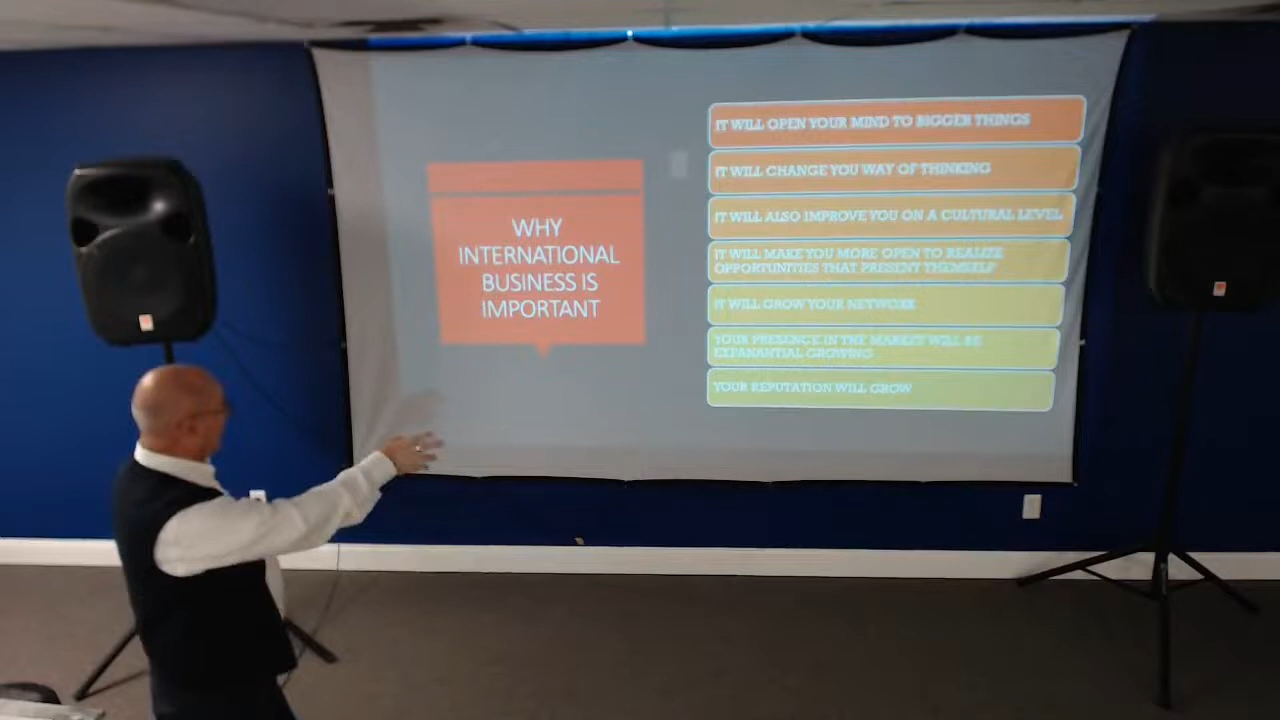 WHY
INTERNATIONAL
BUSINESS IS
IMPORTANT
IT WILL OPEN YOUR MIND TO BIGGER THINGS
IT WILL CHANGE YOU WAY OF THINKING
IT WILL ALSO IMPROVE YOU ON A CULTURAL LEVEL
IT WILL MAKE YOU MORE OPEN TO REALIZE
OPPORTUNITIES THAT PRESENT THEMSELF
IT WILL GROW YOUR NETWORK
YOUR PRESENCE IN THE MARKET WILL BE
EXPANANTIAL GROWING
YOUR REPUTATION WILL GROW